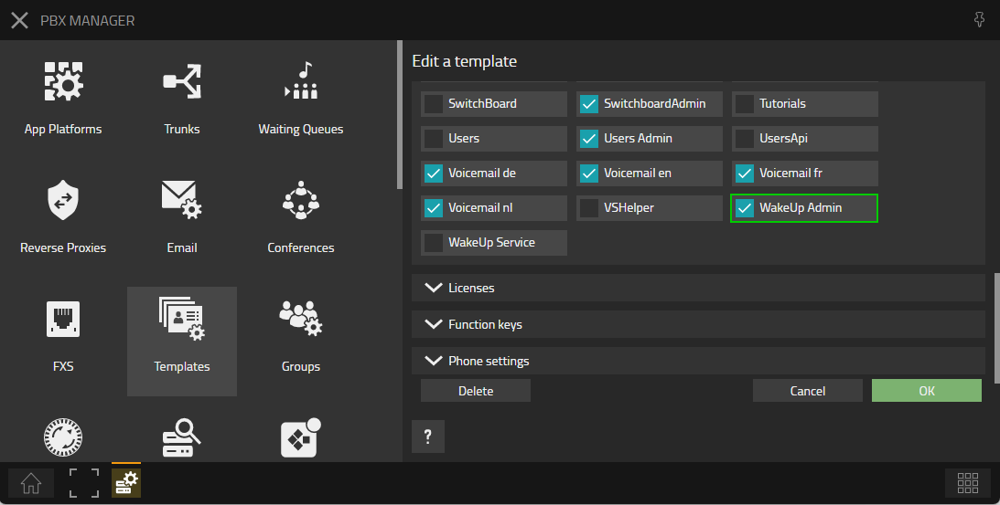 PBX MANAGER
App Platforms
Trunks
Waiting Queues
Reverse Proxies
Email
Conferences
FXS
Templates
Groups
Edit a template
SwitchBoard
SwitchboardAdmin
Tutorials
Users
Users Admin
UsersApi
Voicemail de
Voicemail en
Voicemail fr
Voicemail nl
VSHelper
WakeUp Admin
WakeUp Service
Licenses
Function keys
Phone settings
Delete
Cancel
OK
?